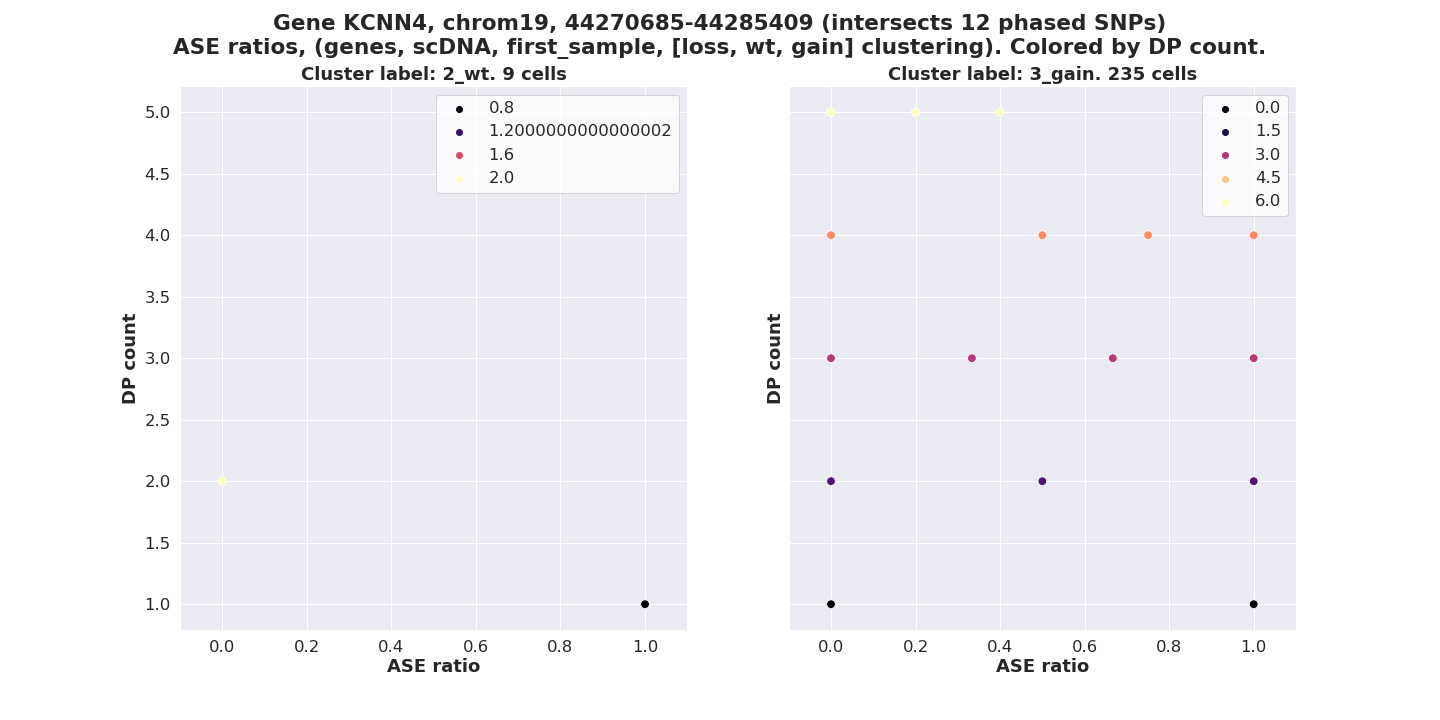 Gene KCNN4, chrom19, 44270685-44285409 (intersects 12 phased SNPs)
ASE ratios, (genes, scDNA, first_sample, [loss, wt, gain] clustering). Colored by DP count.
Cluster label: 2_wt. 9 cells
0.8
1.2000000000000002
1.6
2.0
5.0
4.5
4.0
3.5
3.0
2.5
2.0
1.5
1.0
DP count
0.0 0.2 0.4 0.6 0.8 1.0
ASE ratio
Cluster label: 3_gain. 235 cells
0.0
1.5
3.0
4.5
6.0
DP count
0.0 0.2 0.4 0.6 0.8 1.0
ASE ratio